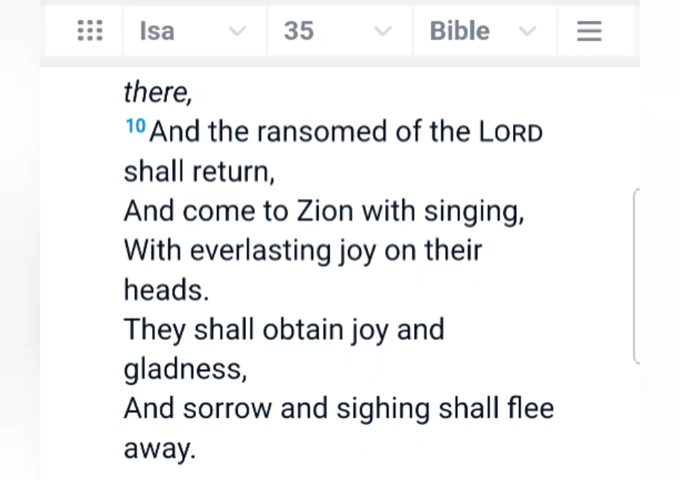 Isa 35 Bible
there,
10 And the ransomed of the LORD
shall return,
And come to Zion with singing,
With everlasting joy on their
heads.
They shall obtain joy and
gladness,
And sorrow and sighing shall flee
away.